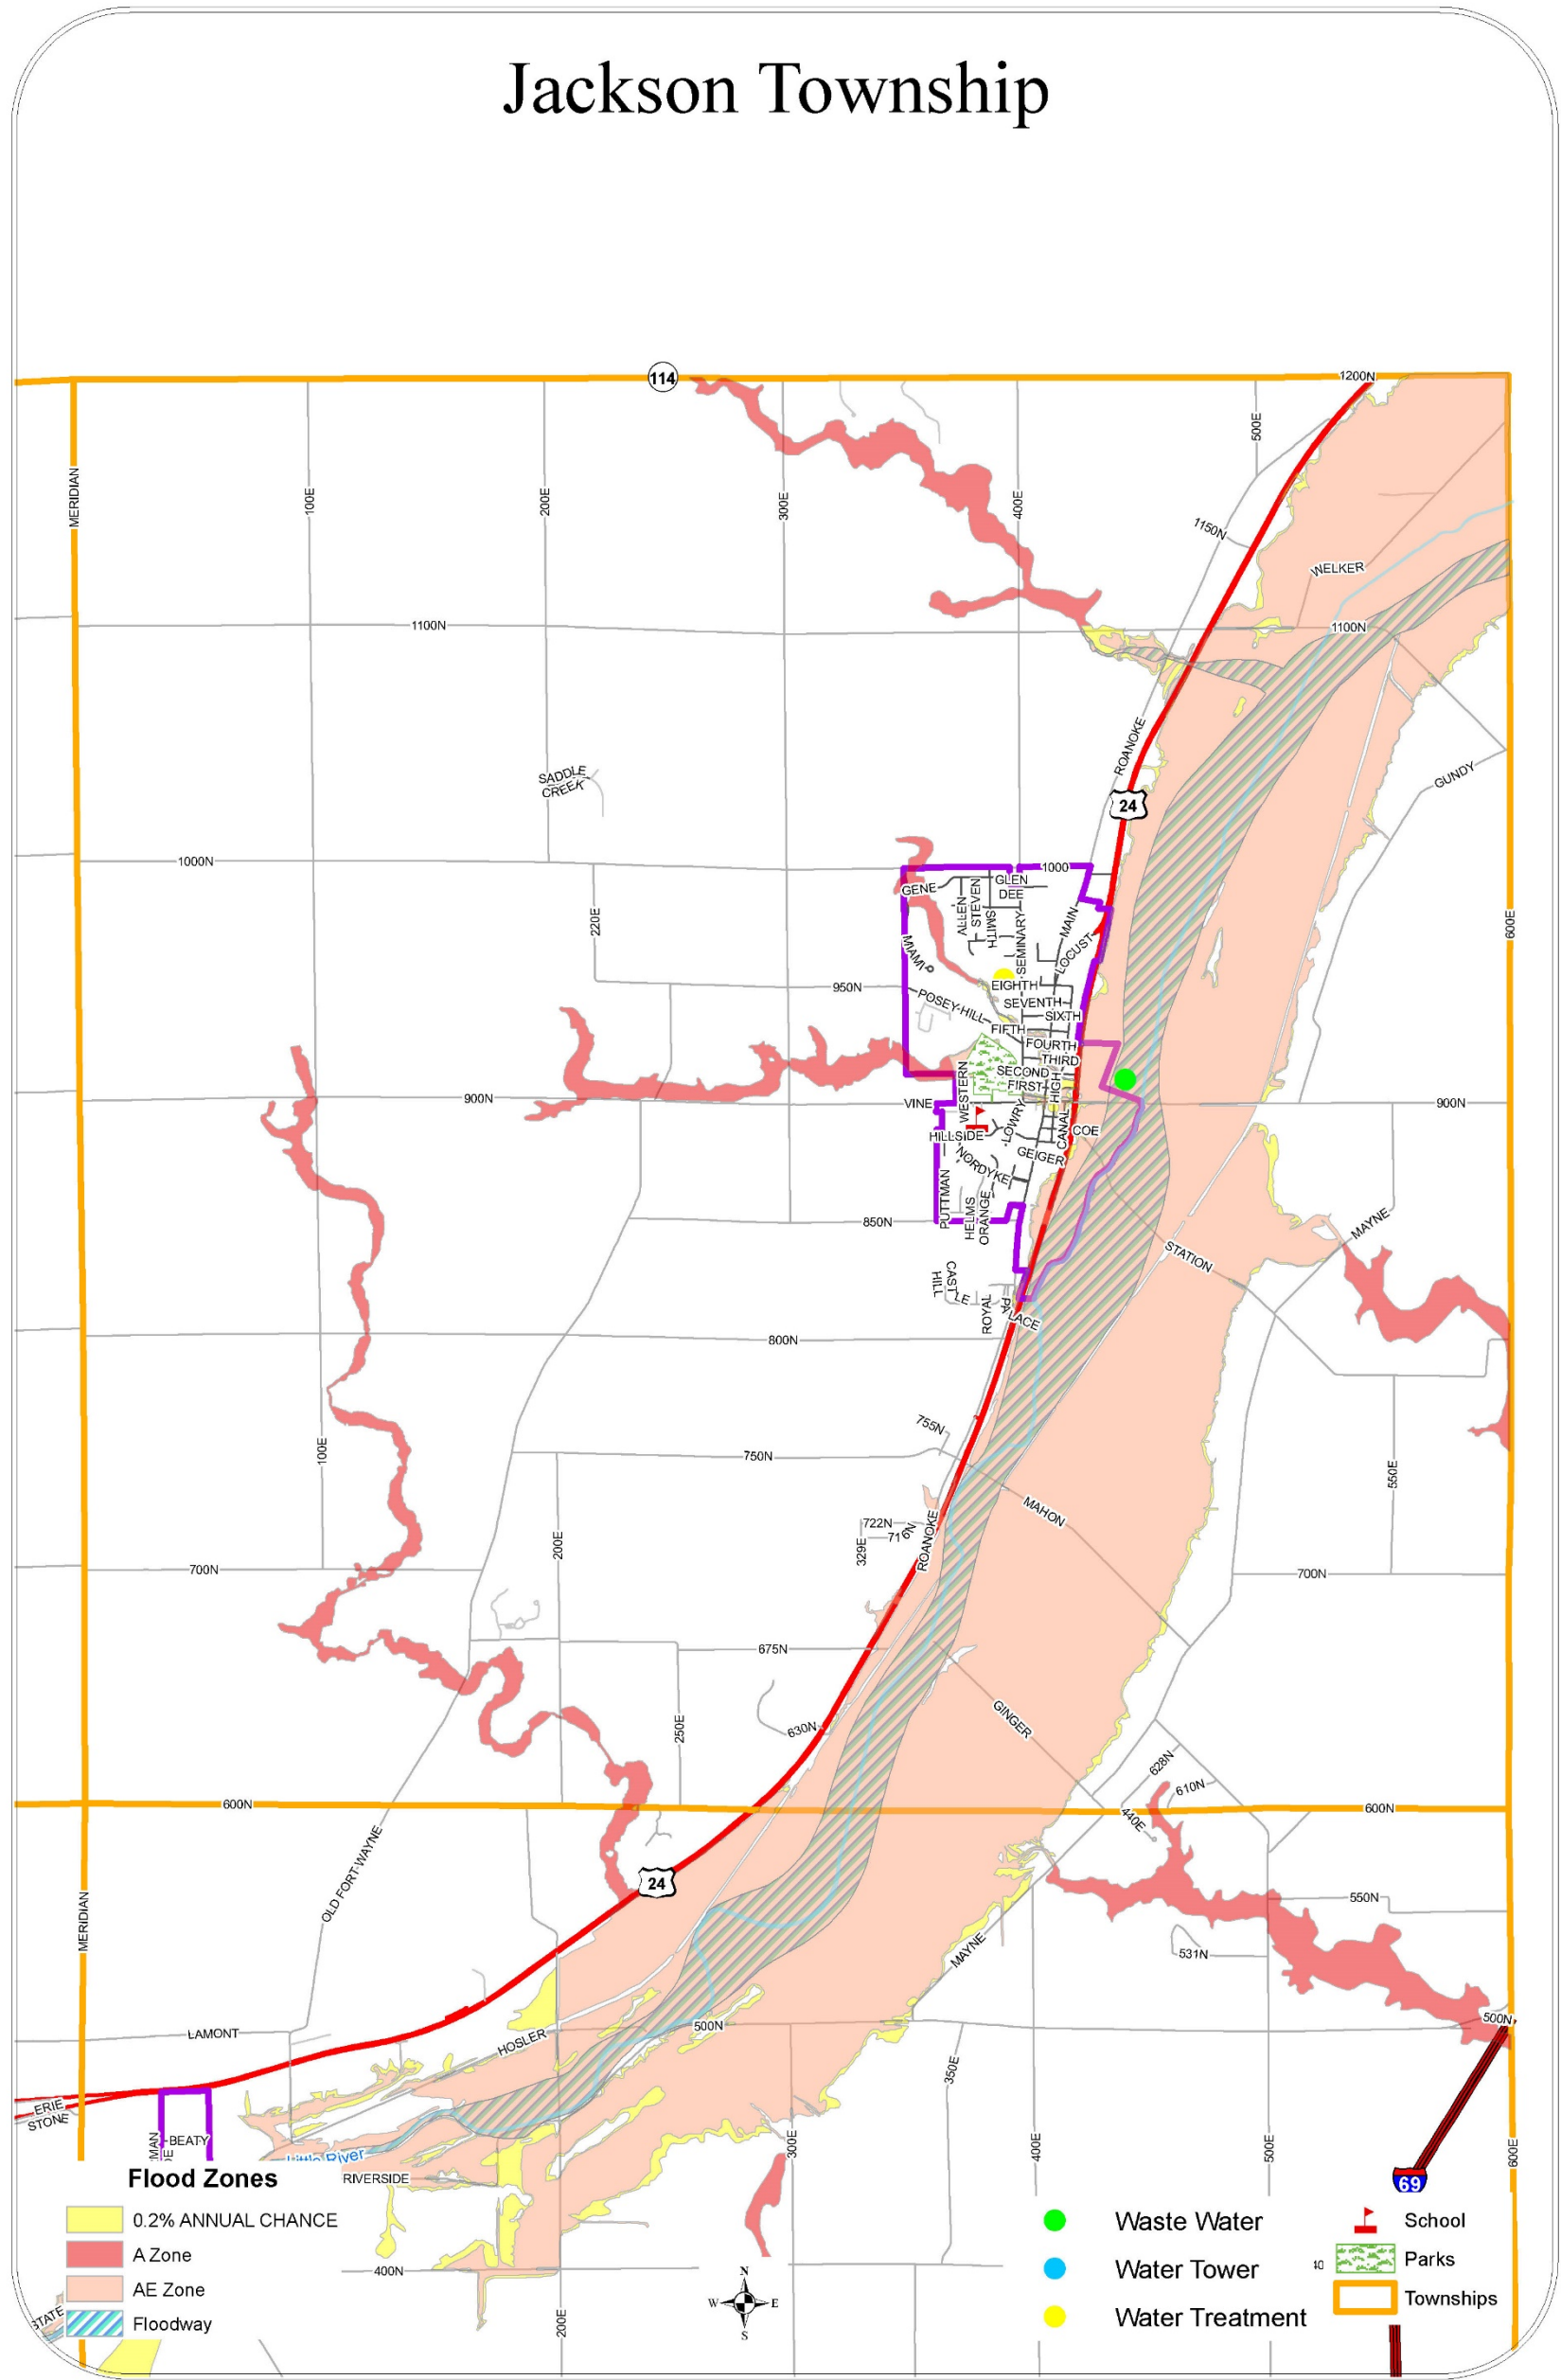 Jackson Township
114
1200N
MERIDIAN
100E
200E
300E
400E
500E
1150N
WELKER
1100N
1100N
ROANOKE
GUNDY
SADDLE
CREEK
24
1000N
1000
GENE
GLEN
DEE
ALLEN
STEVEN
SMITH
SEMINARY
MAIN
LOCUST
220E
600E
MIAMI
950N
EIGHTH
POSEY HILL
SEVENTH
SIXTH
FIFTH
FOURTH
THIRD
SECOND
FIRST
WESTERN
HIGH
900N
VINE
900N
LOWRY
CANAL
COE
HILLSIDE
GEIGER
NORDYKE
PUTTMAN
HELMS
ORANGE
850N
MAYNE
STATION
CASTLE
HILL
ROYAL
PALACE
800N
755N
750N
100E
550E
MAHON
722N
716N
329E
ROANOKE
200E
700N
700N
675N
250E
630N
GINGER
628N
610N
440E
600N
600N
OLD FORT WAYNE
24
MERIDIAN
550N
531N
MAYNE
LAMONT
HOSLER
500N
500N
350E
ERIE
STONE
BEATY
RMAN
Little River
300E
400E
500E
600E
RIVERSIDE
69
Flood Zones
0.2% ANNUAL CHANCE
A Zone
AE Zone
Floodway
400N
200E
STATE
N
W E
S
Waste Water
Water Tower
Water Treatment
School
Parks
Townships